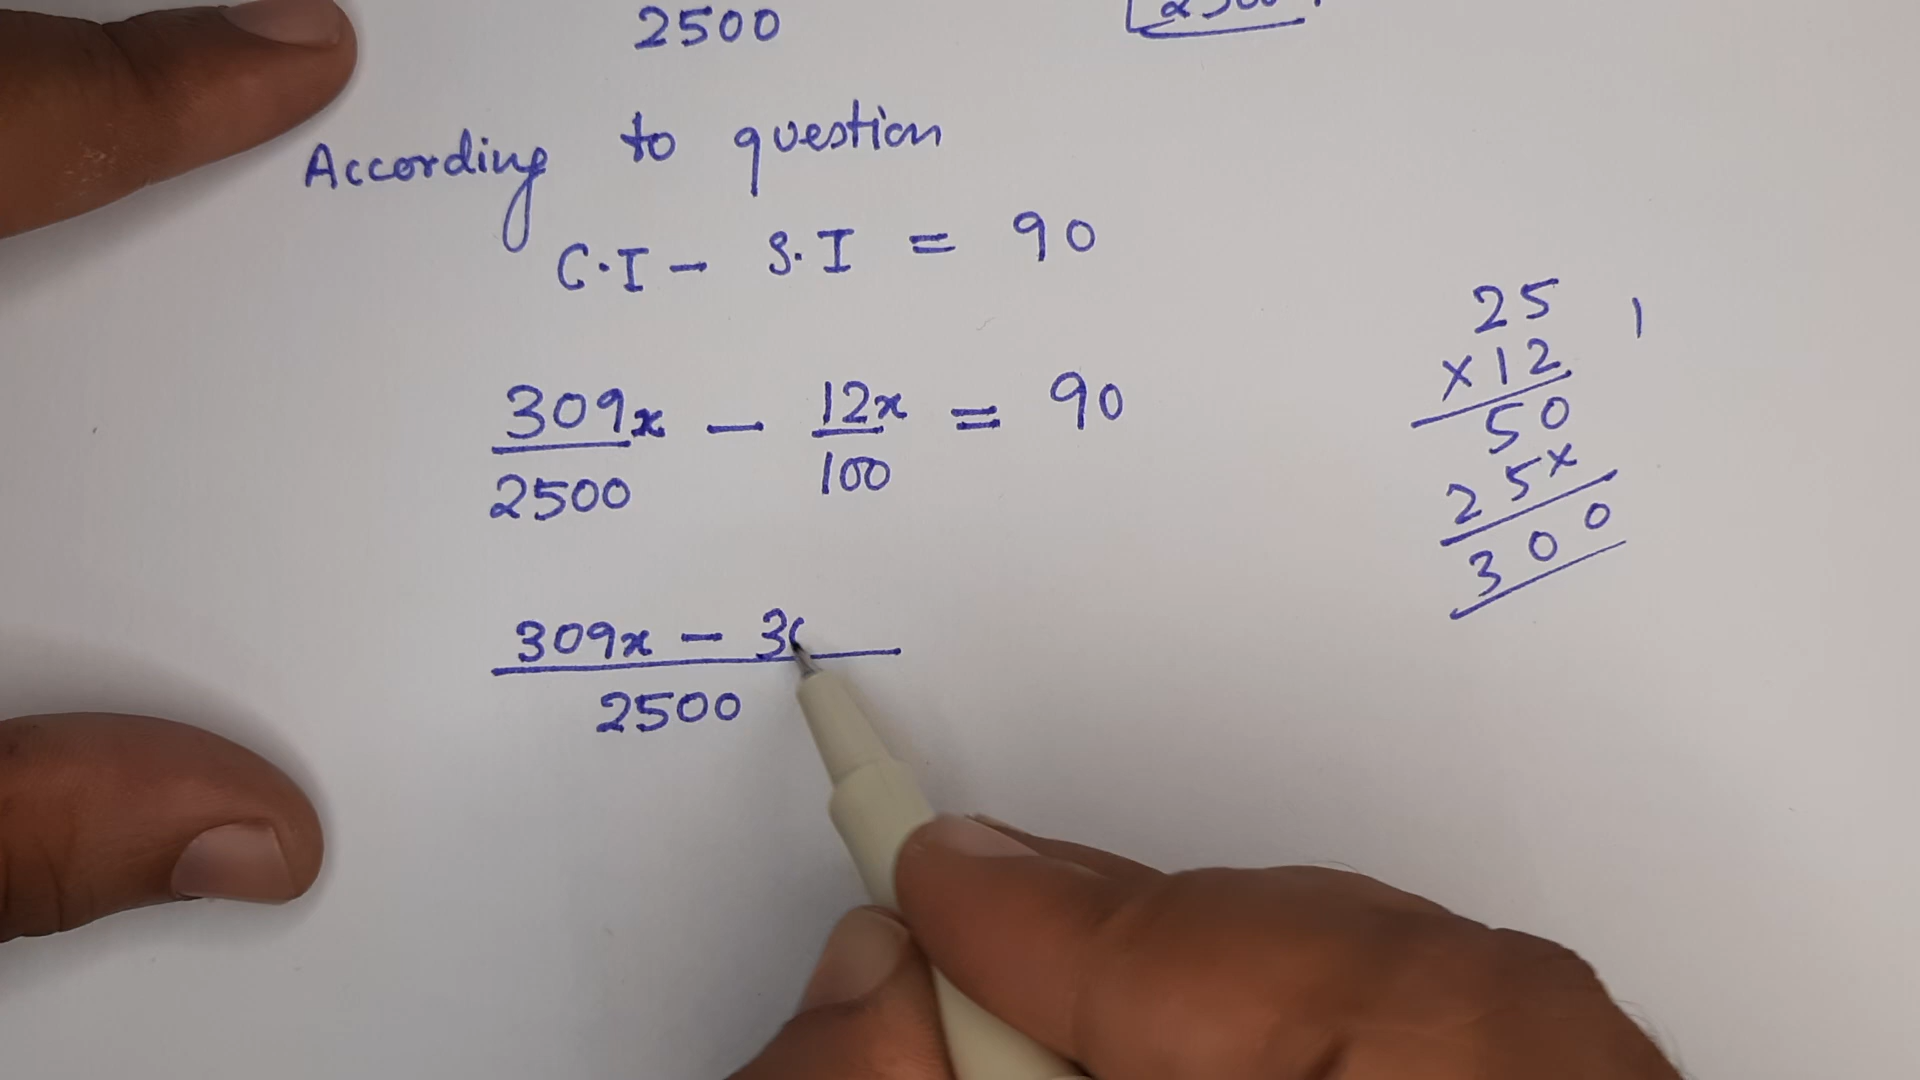 2500
According to question
C.I - S.I = 90
309x/2500 - 12x/100 = 90
309x - 3
2500
25
×12
50
25×
300
1